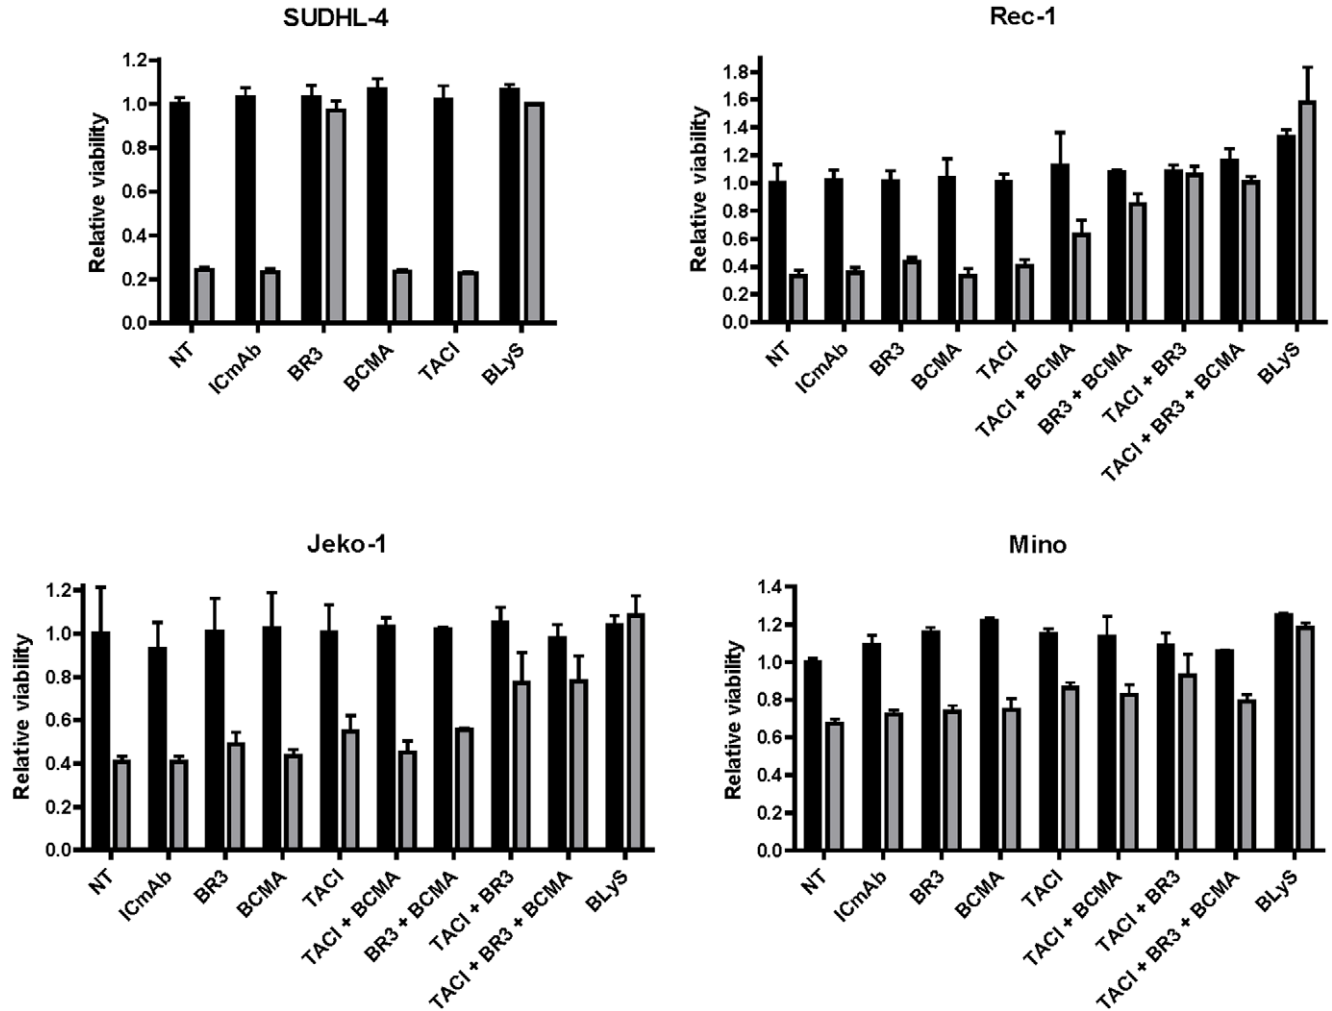 SUDHL-4
Relative viability
1.2
1.0
0.8
0.6
0.4
0.2
0.0
NT
ICmAb
BR3
BCMA
TACI
BLyS
Rec-1
Relative viability
1.8
1.6
1.4
1.2
1.0
0.8
0.6
0.4
0.2
0.0
NT
ICmAb
BR3
BCMA
TACI
TACI + BCMA
BR3 + BCMA
TACI + BR3
TACI + BR3 + BCMA
BLyS
Jeko-1
Relative viability
1.2
1.0
0.8
0.6
0.4
0.2
0.0
NT
ICmAb
BR3
BCMA
TACI
TACI + BCMA
BR3 + BCMA
TACI + BR3
TACI + BR3 + BCMA
BLyS
Mino
Relative viability
1.4
1.2
1.0
0.8
0.6
0.4
0.2
0.0
NT
ICmAb
BR3
BCMA
TACI
TACI + BCMA
TACI + BR3
TACI + BR3 + BCMA
BLyS